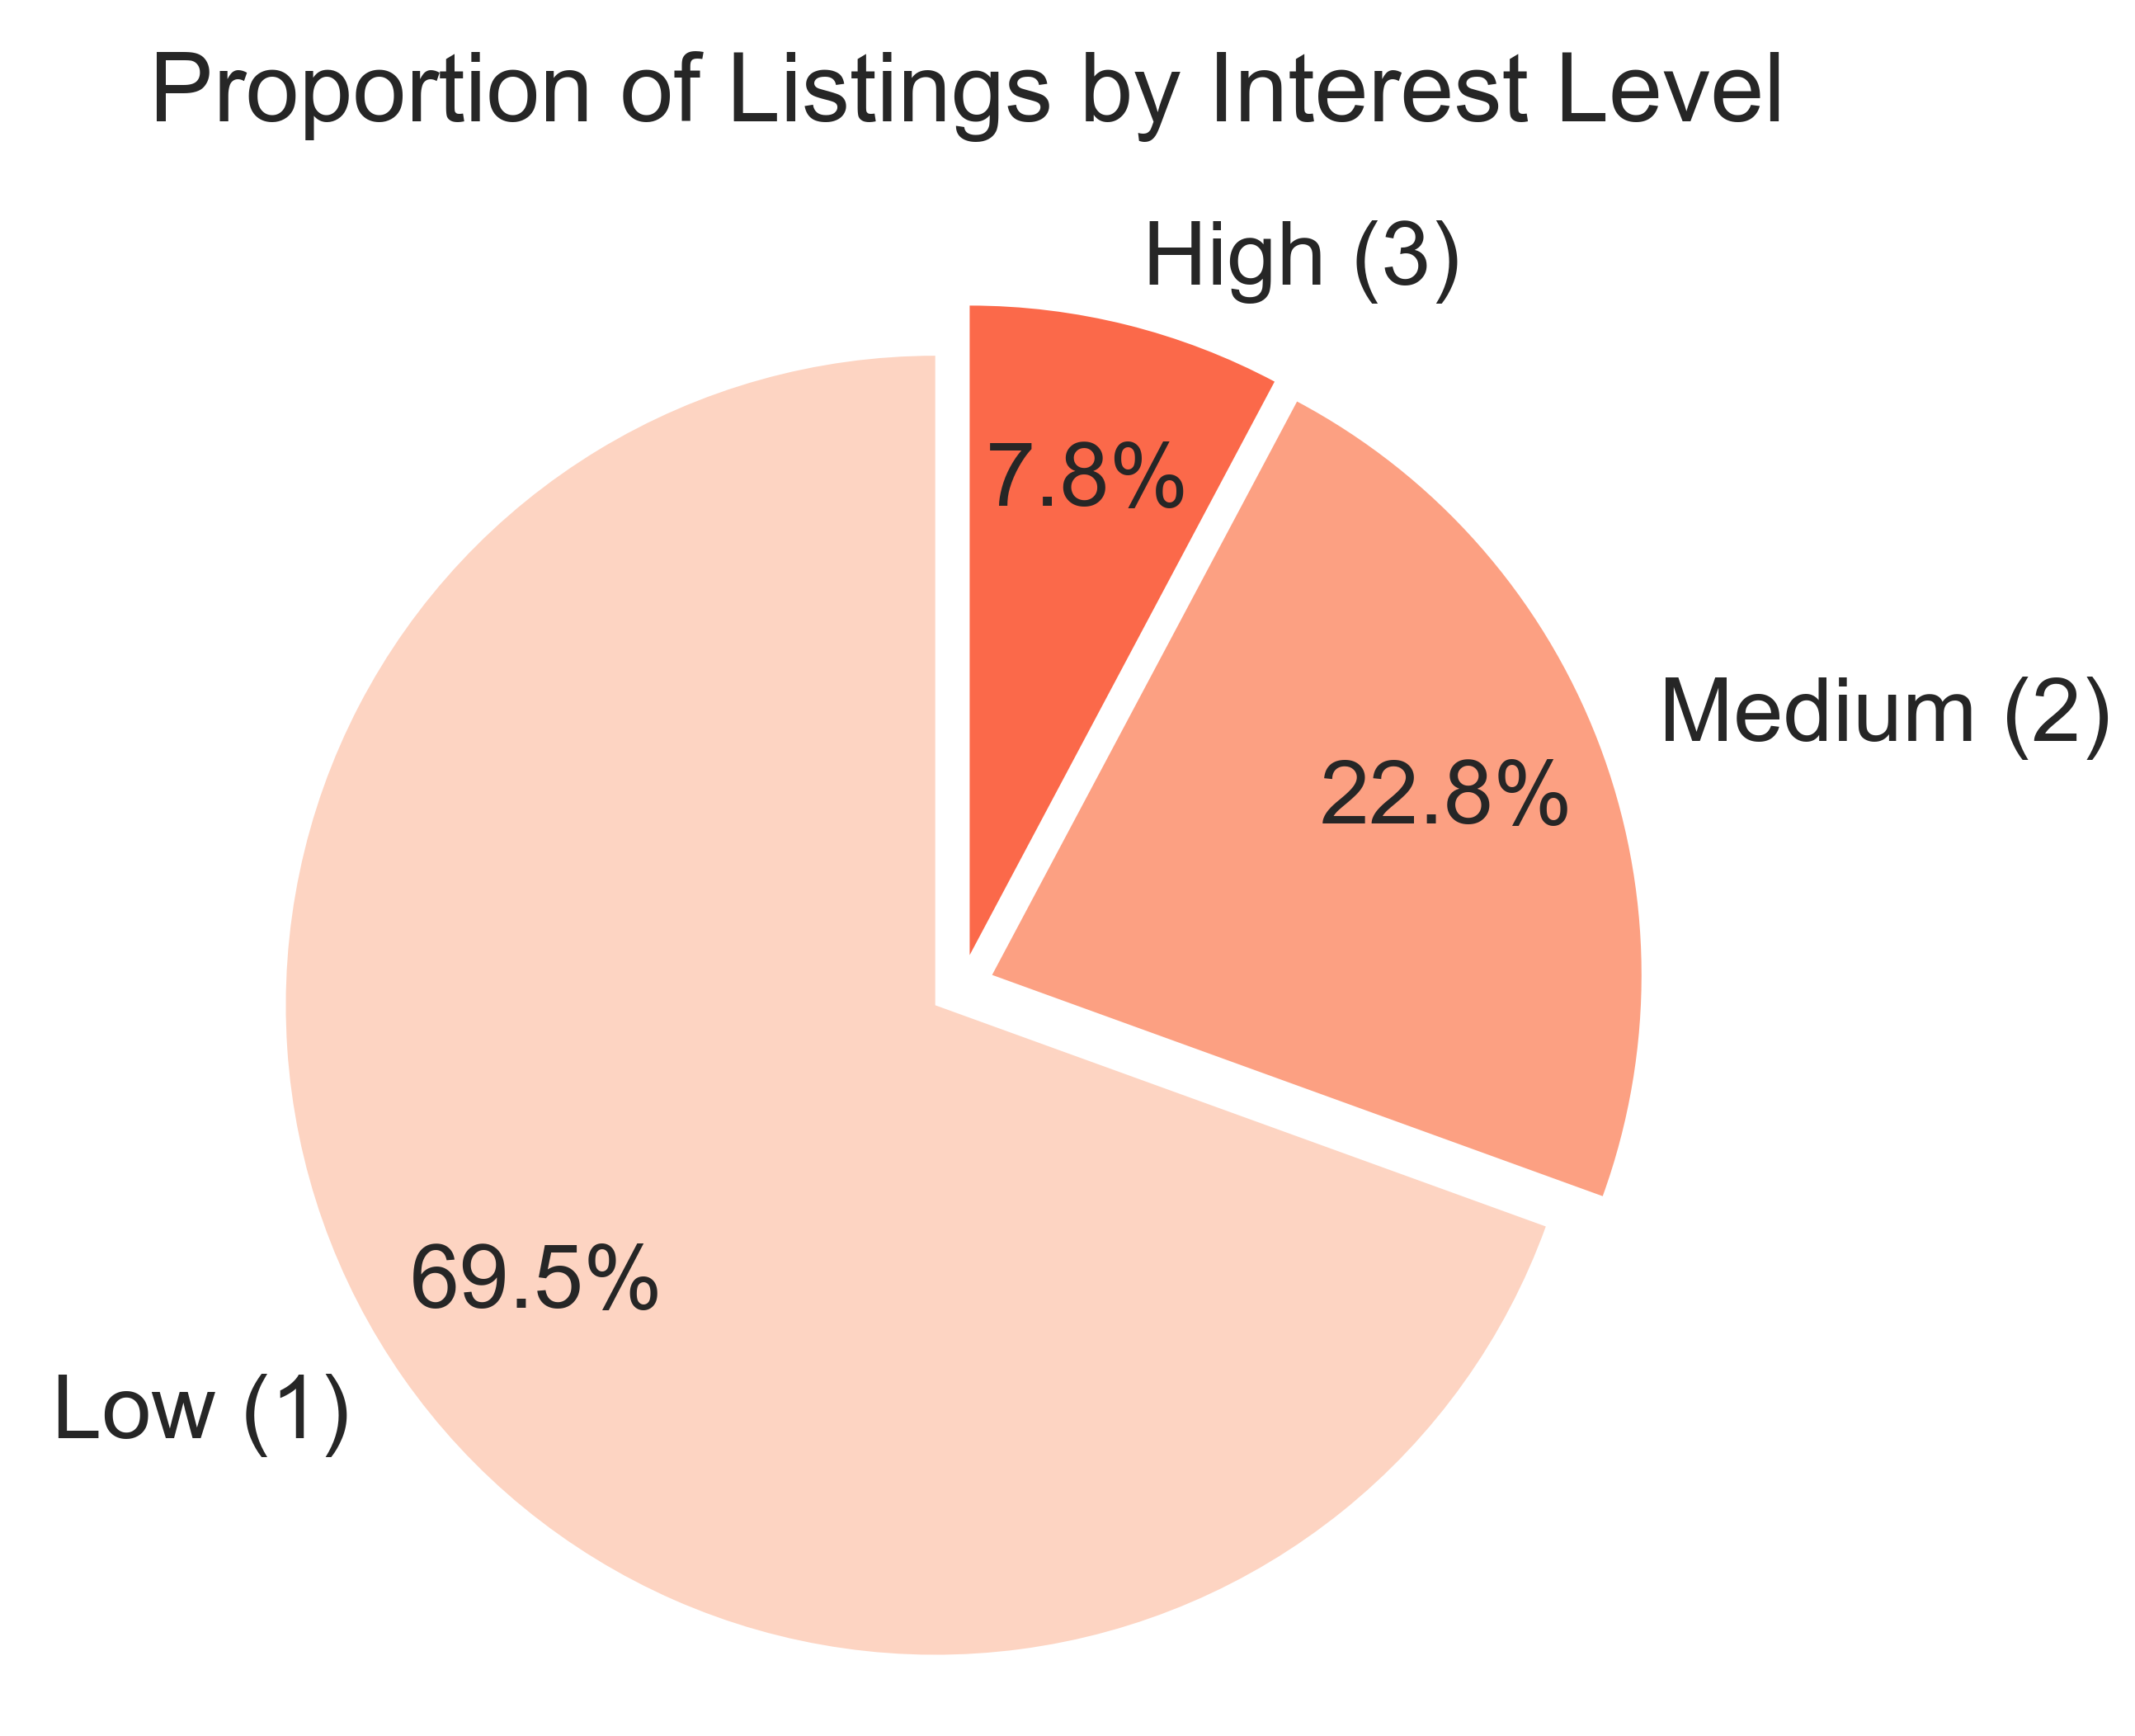 Proportion of Listings by Interest Level
High (3)
7.8%
Medium (2)
22.8%
69.5%
Low (1)